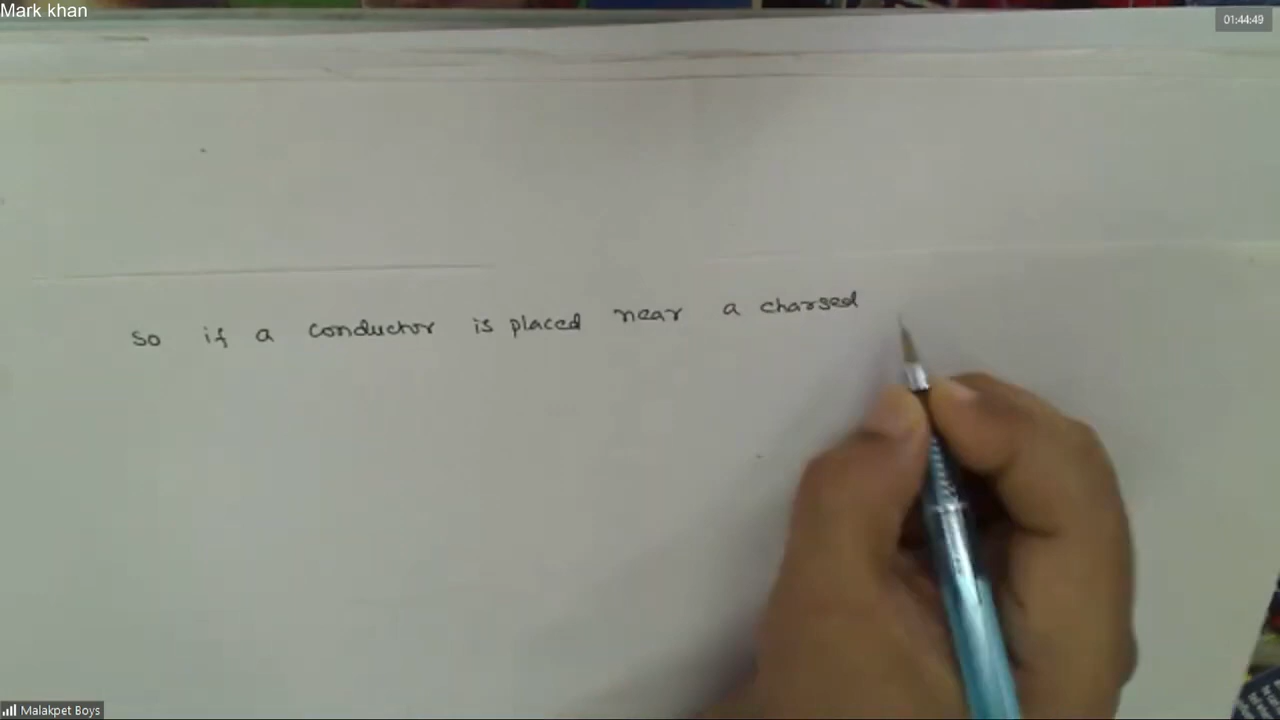 Mark khan
01:44:49
so if a conductor is placed near a charged
Malakpet Boys